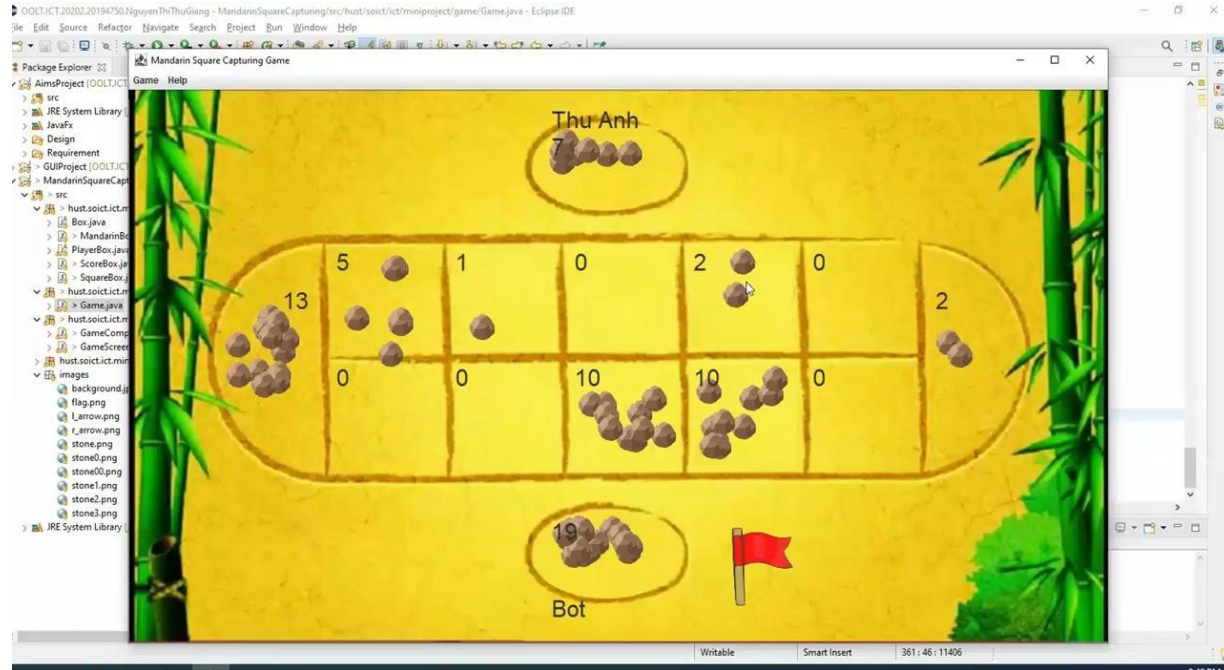 OOLT.ICT.20202.20194750.NguyenThiThuGiang - MandarinSquareCapturing/src/hust/soict/ict/miniproject/game/Game.java - Eclipse IDE
Edit Source Refactor Navigate Search Project Run Window Help
Package Explorer
AimsProject [OOLT.ICT
src
JRE System Library [
JavaFx
Design
Requirement
GUIProject [OOLT.ICT
> MandarinSquareCapt
> src
> hust.soict.ict.m
Box.java
> MandarinBo
PlayerBox.java
> ScoreBox.ja
> SquareBox.j
> hust.soict.ict.m
> Game.java
> hust.soict.ict.m
> GameComp
> GameScreen
hust.soict.ict.min
images
background.jp
flag.png
l_arrow.png
r_arrow.png
stone.png
stone0.png
stone00.png
stone1.png
stone2.png
stone3.png
JRE System Library [
Mandarin Square Capturing Game
Game Help
Thu Anh
7
5 1 0 2 0
13 2
0 0 10 10 0
19
Bot
Writable Smart Insert 361 : 46 : 11406